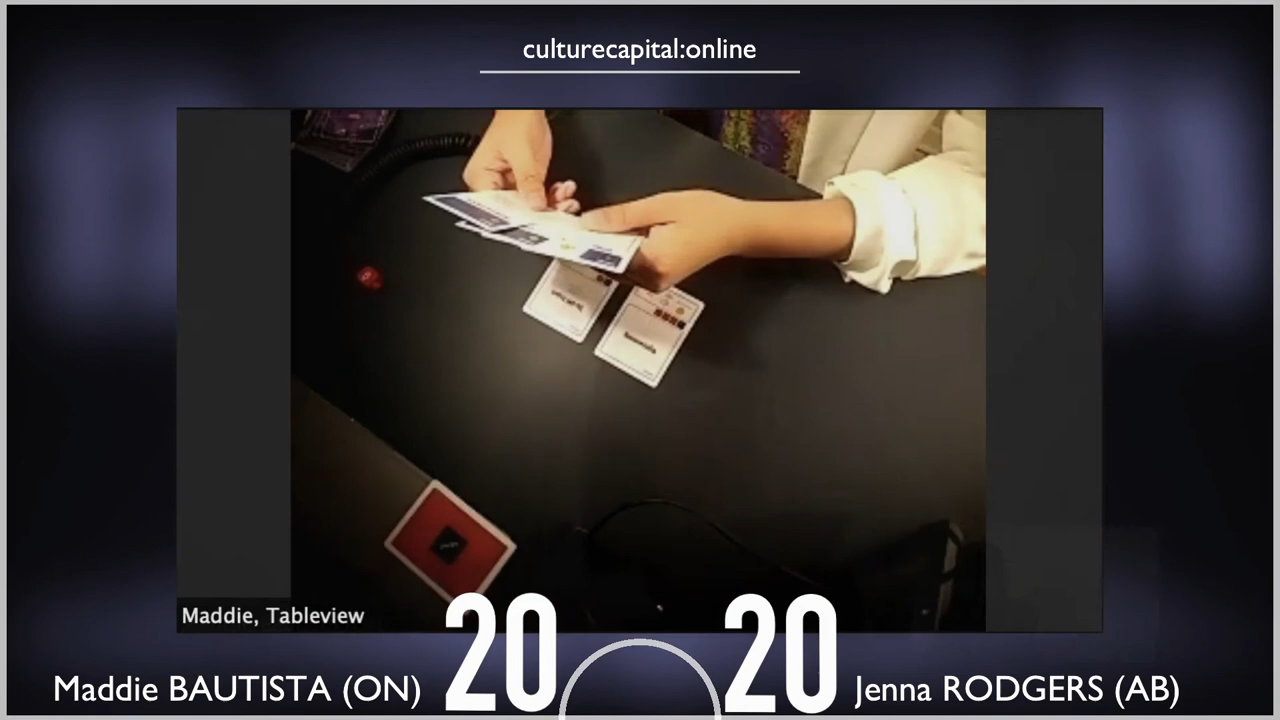 culturecapital:online
Maddie, Tableview
20 20
Maddie BAUTISTA (ON)
Jenna RODGERS (AB)